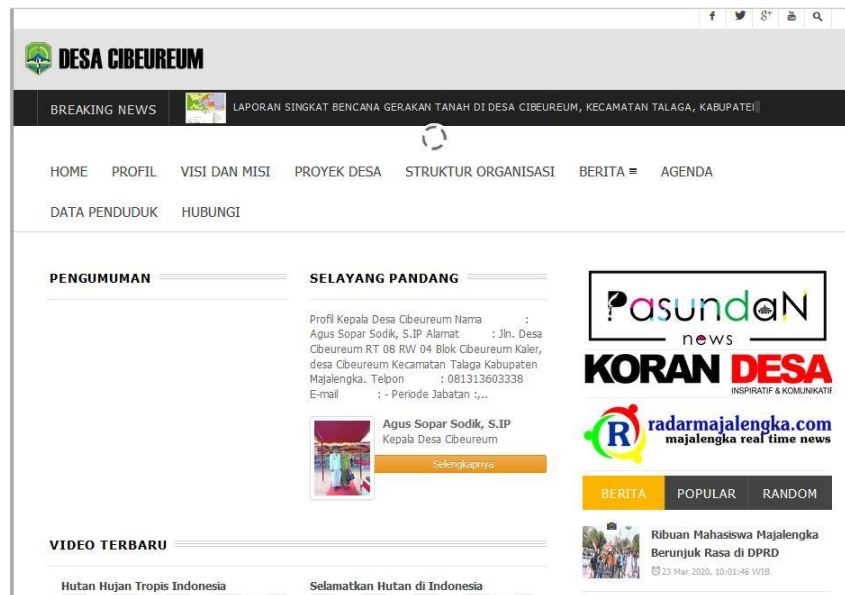 DESA CIBEUREUM
BREAKING NEWS
LAPORAN SINGKAT BENCANA GERAKAN TANAH DI DESA CIBEUREUM, KECAMATAN TALAGA, KABUPATE
HOME PROFIL VISI DAN MISI PROYEK DESA STRUKTUR ORGANISASI BERITA ≡ AGENDA
DATA PENDUDUK HUBUNGI
PENGUMUMAN
SELAYANG PANDANG
Profil Kepala Desa Cibeureum Nama :
Agus Sopar Sodik, S.IP Alamat : Jln. Desa
Cibeureum RT 08 RW 04 Blok Cibeureum Kaler,
desa Cibeureum Kecamatan Talaga Kabupaten
Majalengka. Telpon : 081313603338
E-mail : - Periode Jabatan :,..
Agus Sopar Sodik, S.IP
Kepala Desa Cibeureum
Selengkapnya
PasundaN
news
KORAN DESA
INSPIRATIF & KOMUNIKATIF
R radarmajalengka.com
majalengka real time news
BERITA POPULAR RANDOM
Ribuan Mahasiswa Majalengka
Berunjuk Rasa di DPRD
23 Mar 2020, 10:01:46 WIB
VIDEO TERBARU
Hutan Hujan Tropis Indonesia
Selamatkan Hutan di Indonesia